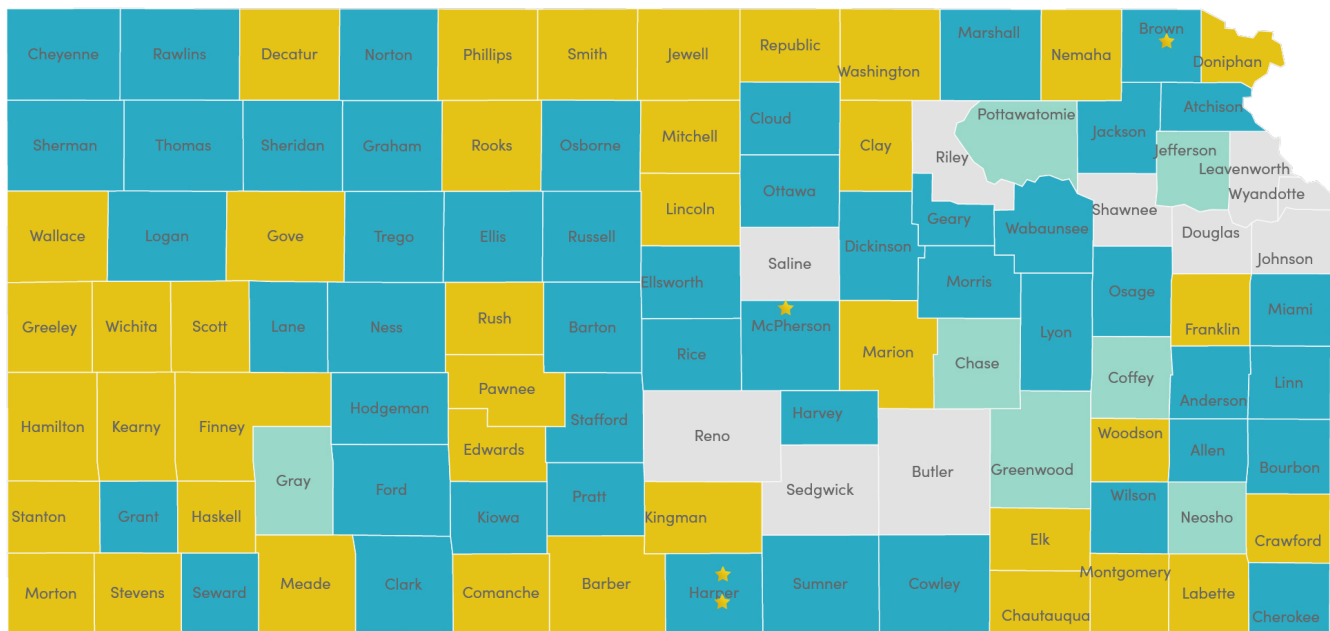 Cheyenne
Rawlins
Decatur
Norton
Phillips
Smith
Jewell
Republic
Washington
Marshall
Nemaha
Brown
Doniphan
Sherman
Thomas
Sheridan
Graham
Rooks
Osborne
Mitchell
Cloud
Clay
Riley
Pottawatomie
Jackson
Atchison
Jefferson
Leavenworth
Wyandotte
Wallace
Logan
Gove
Trego
Ellis
Russell
Lincoln
Ottawa
Saline
Dickinson
Geary
Wabaunsee
Shawnee
Douglas
Johnson
Ellsworth
Morris
Osage
Greeley
Wichita
Scott
Lane
Ness
Rush
Barton
Rice
McPherson
Marion
Chase
Lyon
Franklin
Miami
Coffey
Anderson
Linn
Hamilton
Kearny
Finney
Hodgeman
Pawnee
Stafford
Edwards
Reno
Harvey
Butler
Greenwood
Woodson
Allen
Bourbon
Gray
Ford
Kiowa
Pratt
Kingman
Sedgwick
Wilson
Neosho
Crawford
Stanton
Grant
Haskell
Elk
Montgomery
Morton
Stevens
Seward
Meade
Clark
Comanche
Barber
Harper
Sumner
Cowley
Chautauqua
Labette
Cherokee